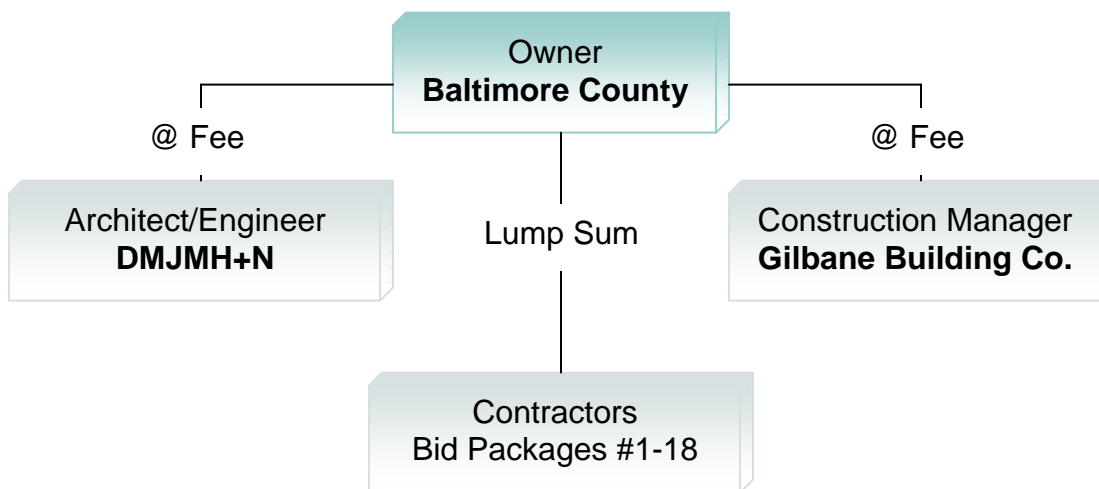 Owner
Baltimore County
@ Fee
@ Fee
Architect/Engineer
DMJMH+N
Lump Sum
Construction Manager
Gilbane Building Co.
Contractors
Bid Packages #1-18